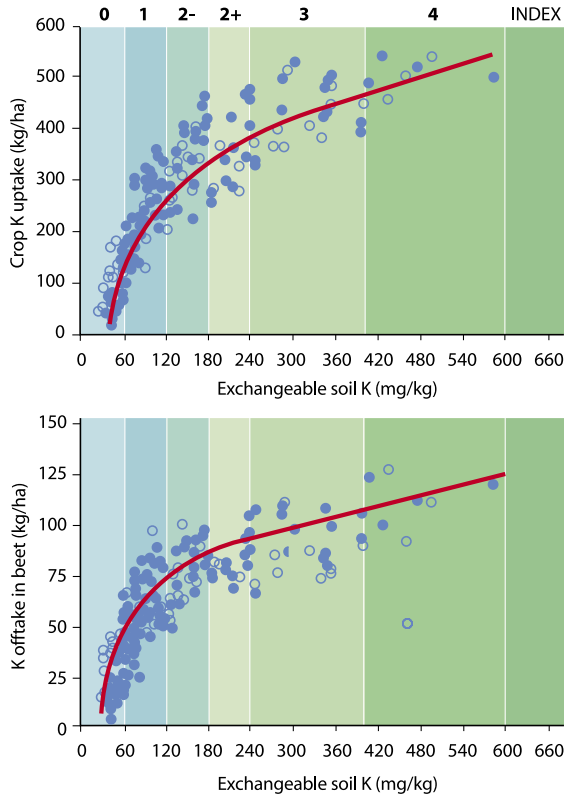 0 1 2- 2+ 3 4 INDEX
600
500
400
300
200
100
0
Crop K uptake (kg/ha)
0 60 120 180 240 300 360 420 480 540 600 660
Exchangeable soil K (mg/kg)
150
125
100
75
50
25
0
K offtake in beet (kg/ha)
0 60 120 180 240 300 360 420 480 540 600 660
Exchangeable soil K (mg/kg)